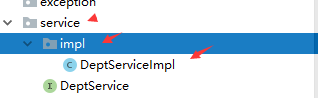 exception
service
impl
DeptServiceImpl
DeptService